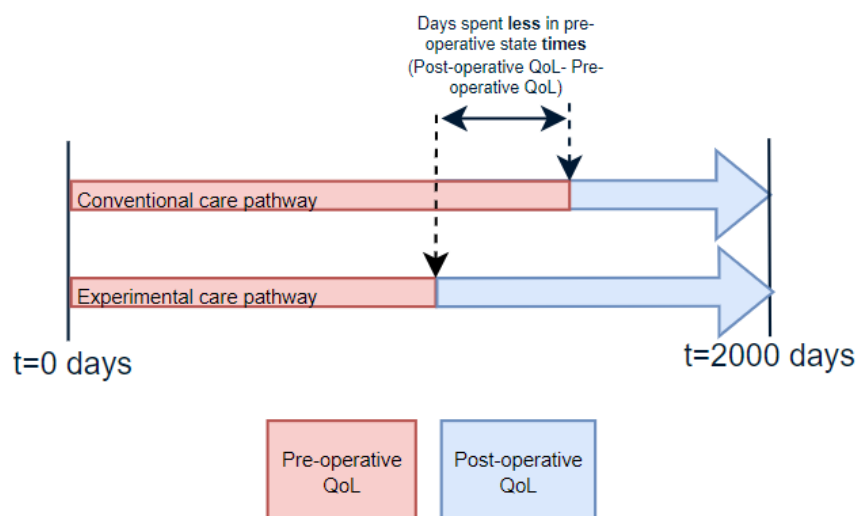 Days spent less in pre-
operative state times
(Post-operative QoL- Pre-
operative QoL)
Conventional care pathway
Experimental care pathway
t=0 days
t=2000 days
Pre-operative
QoL
Post-operative
QoL